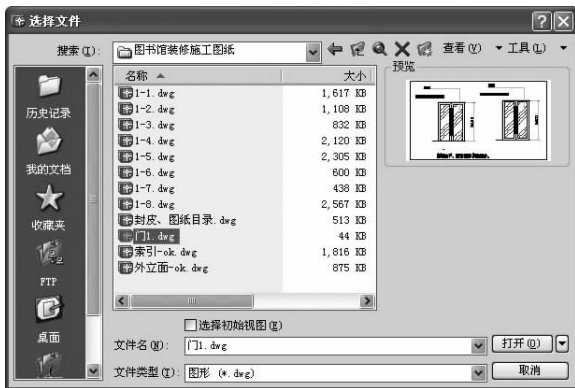 选择文件
搜索(I): 图书馆装修施工图纸 查看(V) 工具(L)
名称 大小 预览
1-1.dwg 1,617 KB
1-2.dwg 1,108 KB
1-3.dwg 832 KB
1-4.dwg 2,120 KB
1-5.dwg 2,305 KB
1-6.dwg 600 KB
1-7.dwg 438 KB
1-8.dwg 2,567 KB
封皮、图纸目录.dwg 513 KB
门1.dwg 44 KB
索引-ok.dwg 1,816 KB
外立面-ok.dwg 875 KB
历史记录
我的文档
收藏夹
FTP
桌面
选择初始视图(E)
文件名(N): 门1.dwg 打开(O)
文件类型(T): 图形 (*.dwg) 取消